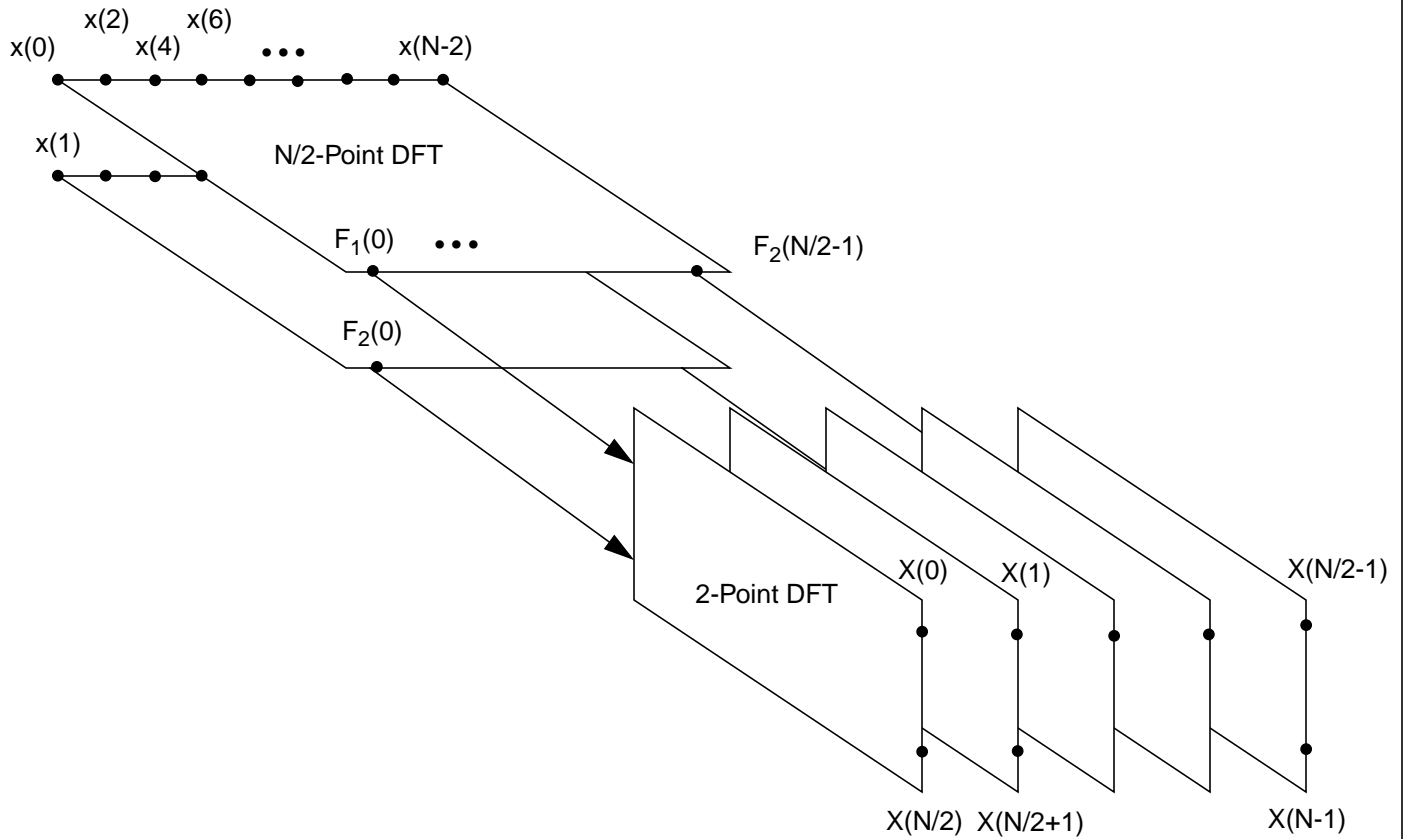 x(0) x(2) x(4) x(6) ••• x(N-2)
x(1)
N/2-Point DFT
F₁(0) ••• F₂(N/2-1)
F₂(0)
2-Point DFT
X(0) X(1) X(N/2-1)
X(N/2) X(N/2+1) X(N-1)